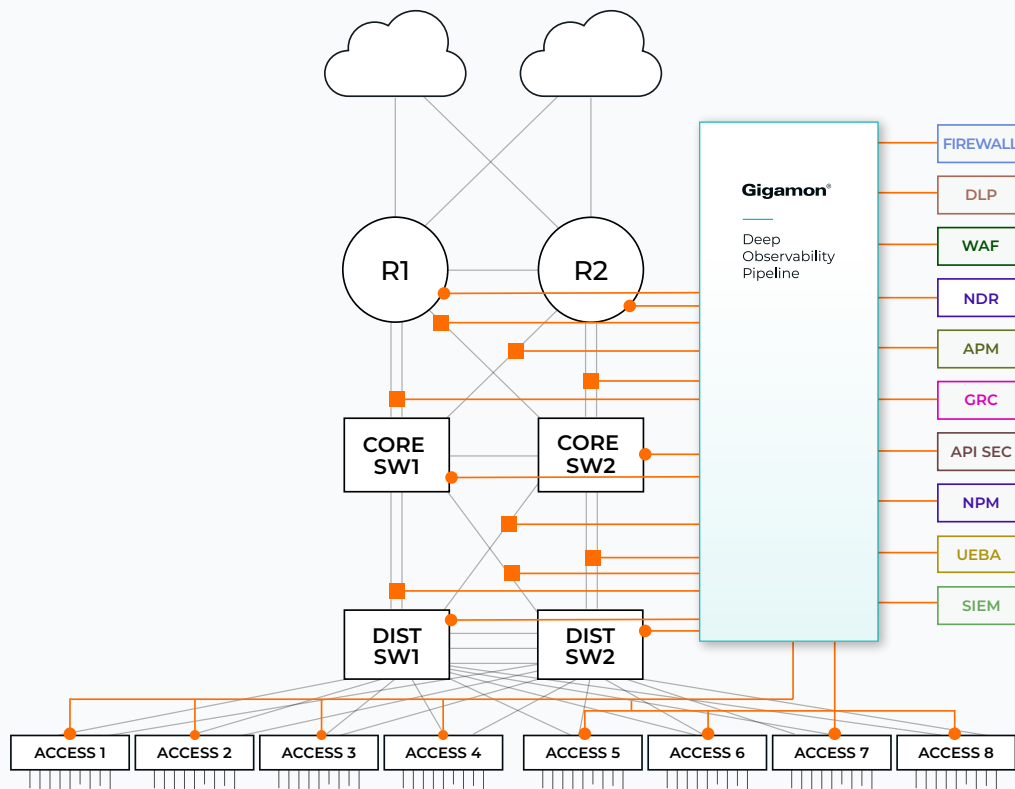 R1
R2
CORE
SW1
CORE
SW2
DIST
SW1
DIST
SW2
Gigamon®
Deep
Observability
Pipeline
FIREWALL
DLP
WAF
NDR
APM
GRC
API SEC
NPM
UEBA
SIEM
ACCESS 1
ACCESS 2
ACCESS 3
ACCESS 4
ACCESS 5
ACCESS 6
ACCESS 7
ACCESS 8